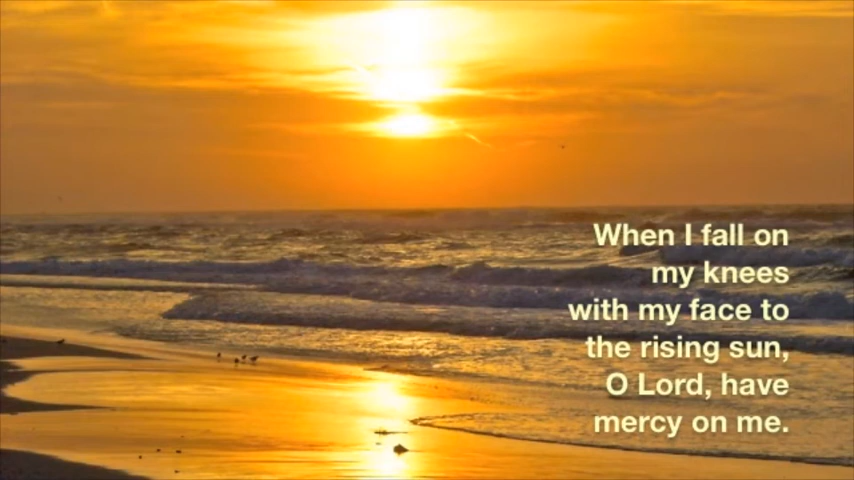 When I fall on
my knees
with my face to
the rising sun,
O Lord, have
mercy on me.